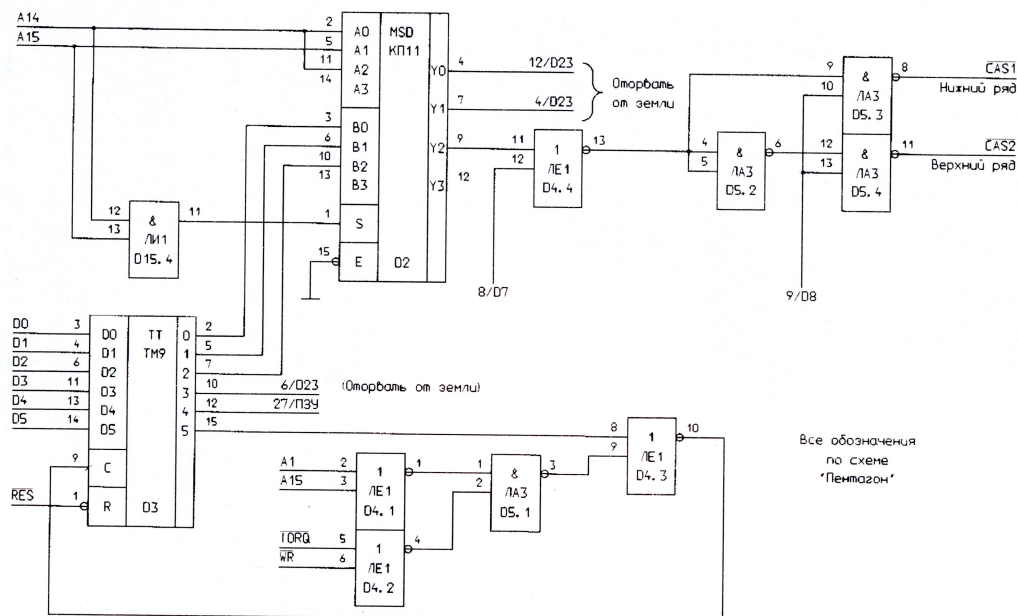 A14
A15
2
5
11
14
A0
A1
A2
A3
MSD
КП11
Y0
Y1
Y2
Y3
4
7
9
12
12/D23
4/D23
Оторвать
от земли
3
6
10
13
B0
B1
B2
B3
1
S
15
E
D2
12
13
&
ЛИ1
D15.4
11
11
12
1
ЛЕ1
D4.4
13
8/D7
4
5
&
ЛА3
D5.2
6
9
10
&
ЛА3
D5.3
8
CAS1
Нижний ряд
12
13
&
ЛА3
D5.4
11
CAS2
Верхний ряд
9/D8
D0
D1
D2
D3
D4
D5
3
4
6
11
13
14
D0
D1
D2
D3
D4
D5
TT
TM9
0
1
2
3
4
5
2
5
7
10
12
15
6/D23
(Оторвать от земли)
27/ПЗУ
9
C
RES
1
R
D3
A1
A15
2
3
1
ЛЕ1
D4.1
1
TORQ
WR
5
6
1
ЛЕ1
D4.2
4
1
2
&
ЛА3
D5.1
3
8
9
1
ЛЕ1
D4.3
10
Все обозначения
по схеме
"Пентагон"